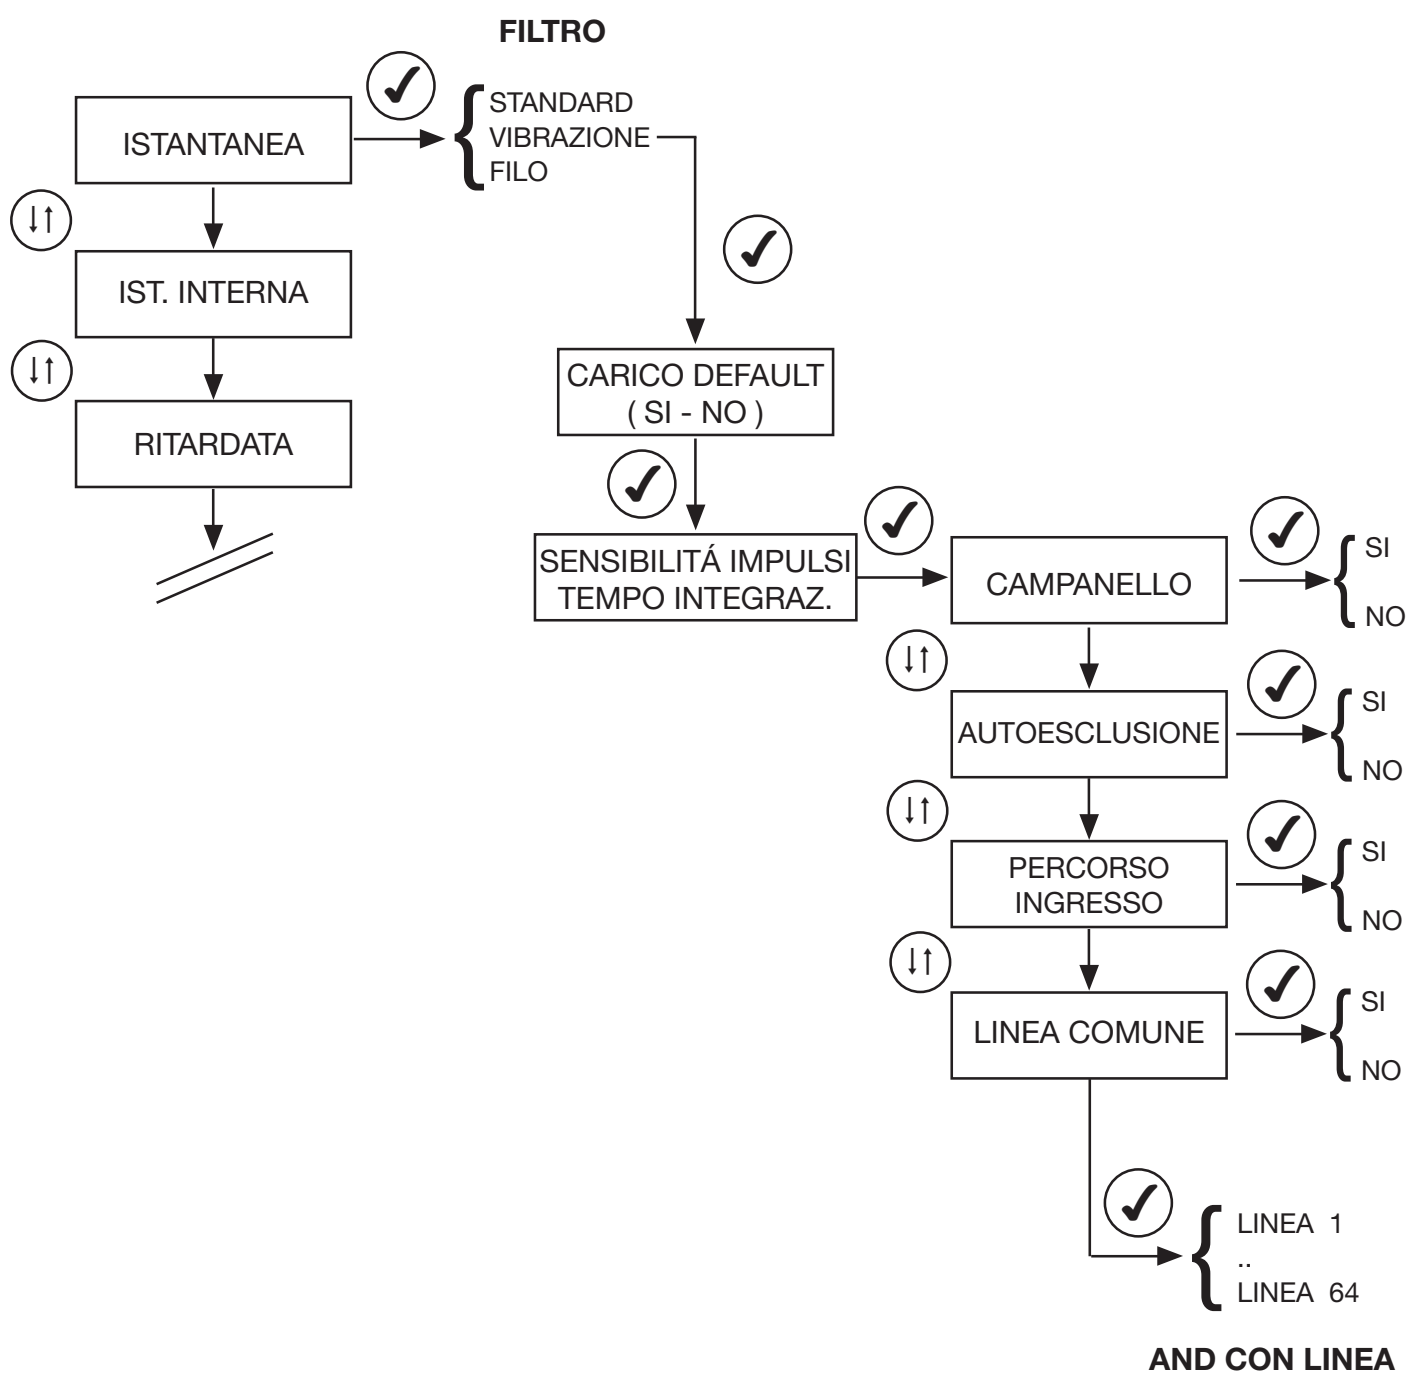 FILTRO
ISTANTANEA
STANDARD
VIBRAZIONE
FILO
IST. INTERNA
RITARDATA
CARICO DEFAULT
( SI - NO )
SENSIBILITÁ IMPULSI
TEMPO INTEGRAZ.
CAMPANELLO
SI
NO
AUTOESCLUSIONE
SI
NO
PERCORSO
INGRESSO
SI
NO
LINEA COMUNE
SI
NO
LINEA 1
..
LINEA 64
AND CON LINEA